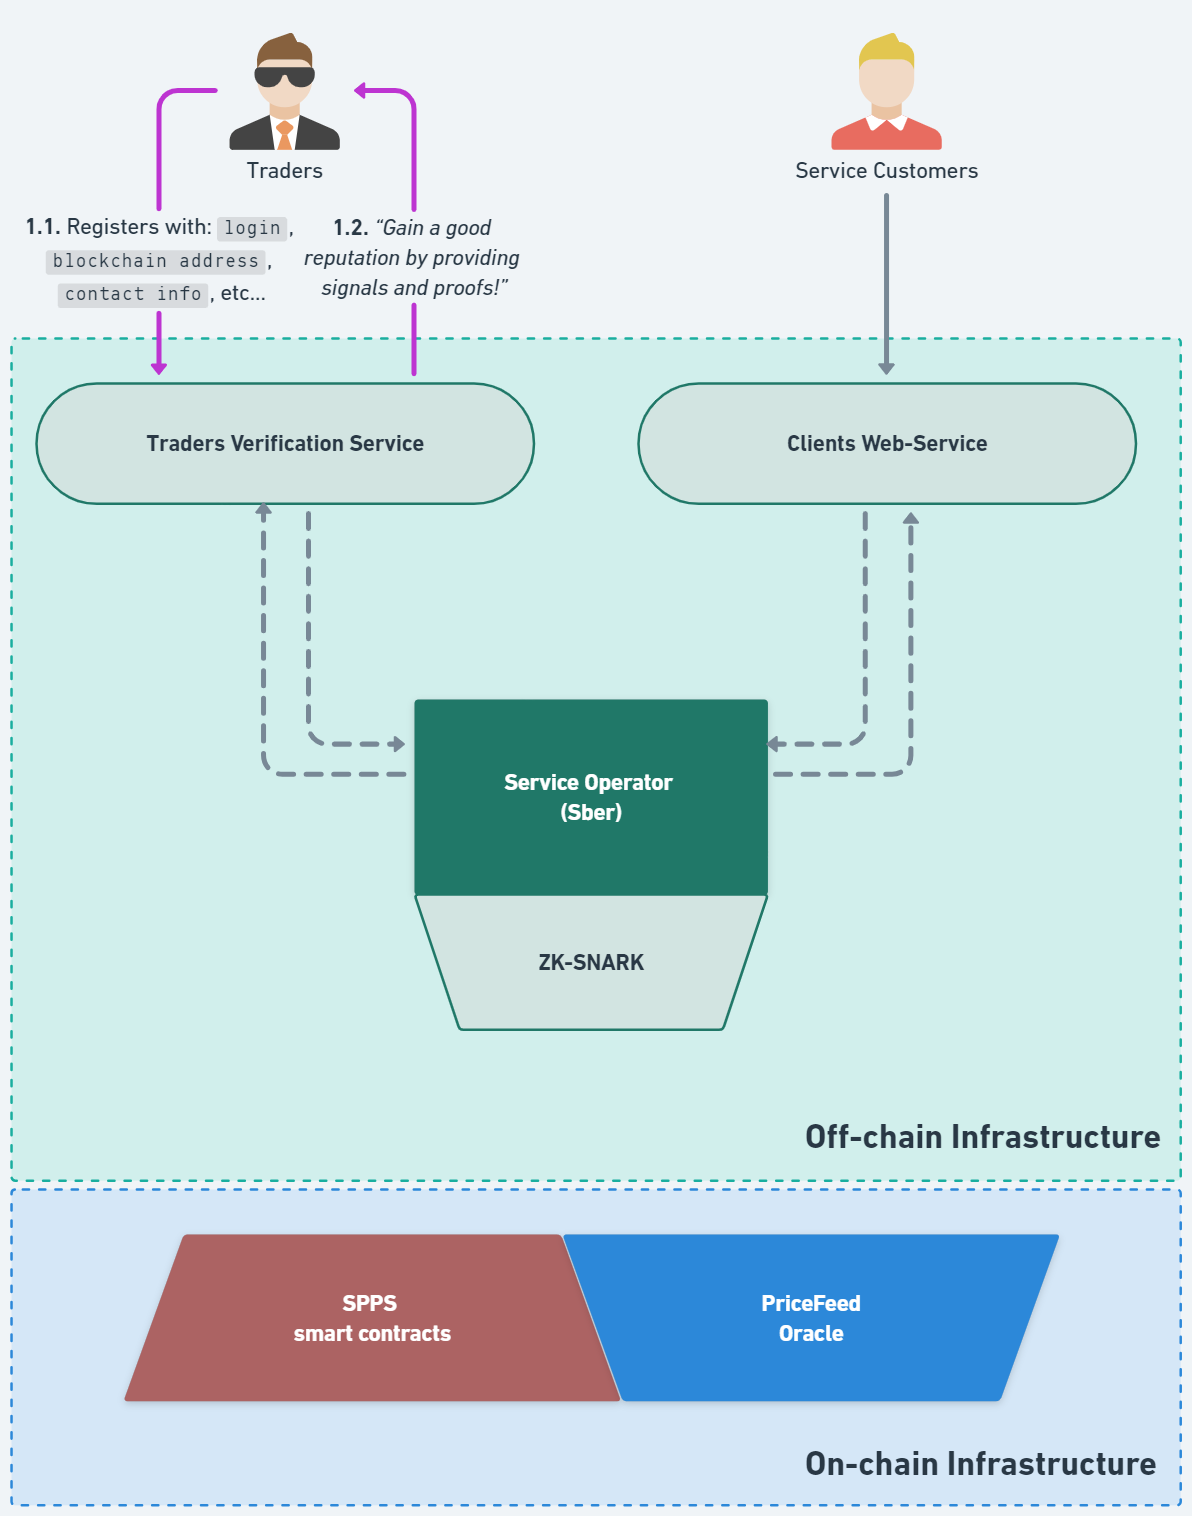 Traders
Service Customers
1.1. Registers with: login,
blockchain address,
contact info, etc...
1.2. “Gain a good
reputation by providing
signals and proofs!”
Traders Verification Service
Clients Web-Service
Service Operator
(Sber)
ZK-SNARK
Off-chain Infrastructure
SPPS
smart contracts
PriceFeed
Oracle
On-chain Infrastructure